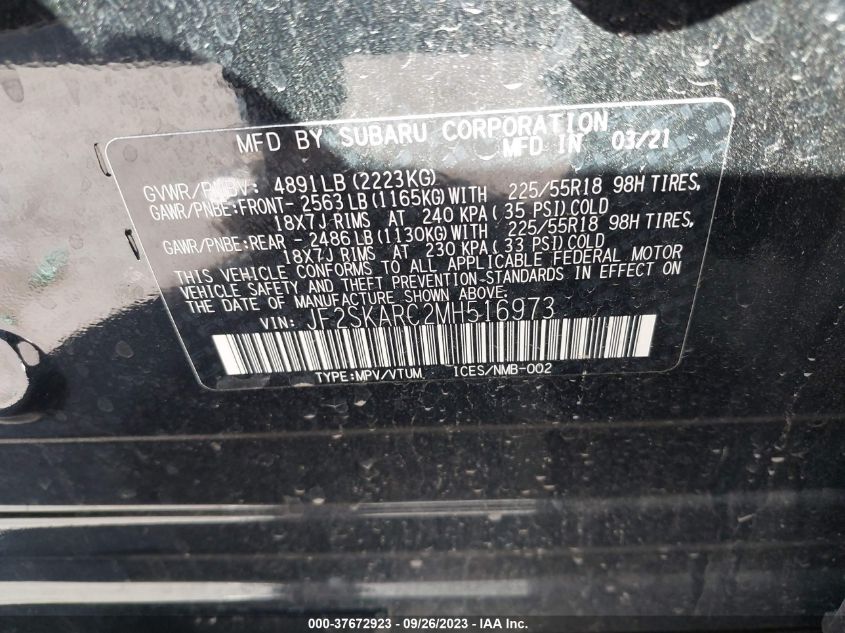 MFD BY SUBARU CORPORATION
MFD IN 03/21
GVWR/PNBV: 4891LB (2223KG)
GAWR/PNBE:FRONT- 2563LB (1165KG)WITH 225/55R18 98H TIRES,
18X7J RIMS AT 240 KPA (35 PSI)COLD
GAWR/PNBE:REAR - 2486LB (1130KG)WITH 225/55R18 98H TIRES,
18X7J RIMS AT 230 KPA (33 PSI)COLD
THIS VEHICLE CONFORMS TO ALL APPLICABLE FEDERAL MOTOR
VEHICLE SAFETY AND THEFT PREVENTION-STANDARDS IN EFFECT ON
THE DATE OF MANUFACTURE SHOWN ABOVE.
VIN: JF2SKARC2MH516973
TYPE:MPV/VTUM ICES/NMB-002
000-37672923 - 09/26/2023 - IAA Inc.